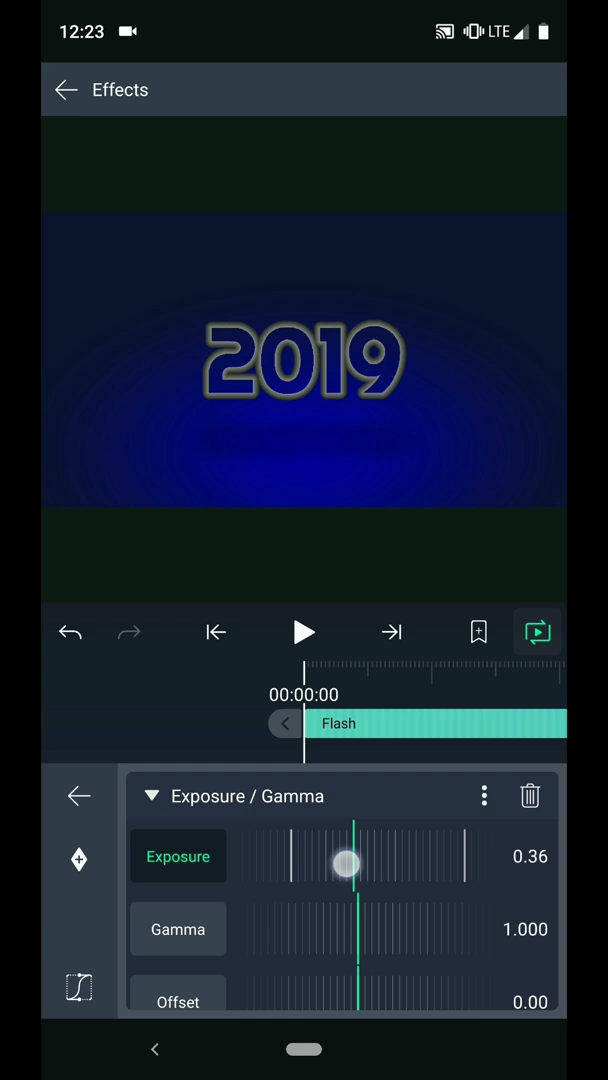 12:23
LTE
Effects
2019
00:00:00
Flash
Exposure / Gamma
Exposure
0.36
Gamma
1.000
Offset
0.00